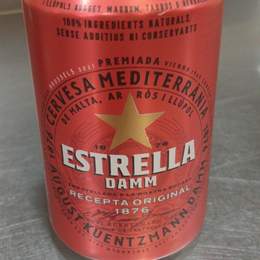 100% INGREDIENTS NATURALS,
SENSE ADDITIUS NI CONSERVANTS
PREMIADA
CERVESA MEDITERRÀNIA
DE MALTA, ARRÒS I LLÚPOL
1876
ESTRELLA
DAMM
RECEPTA ORIGINAL
1876
AUGUST KUENTZMANN DAMM